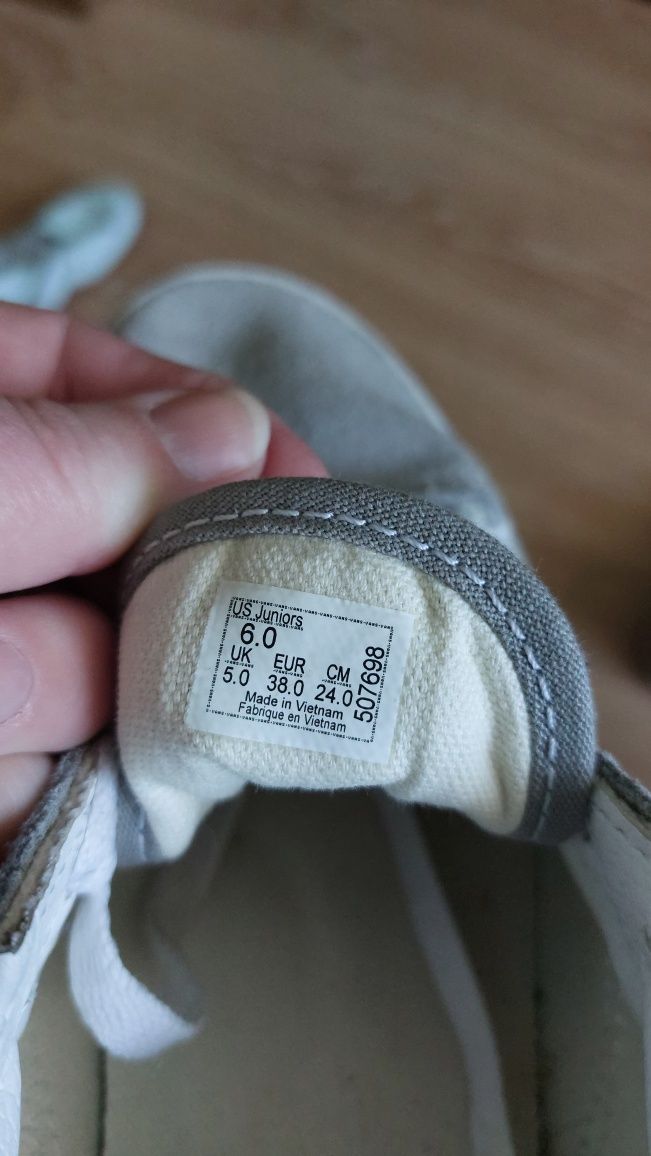 US Juniors
6.0
UK EUR CM
5.0 38.0 24.0
Made in Vietnam
Fabrique en Vietnam
507698